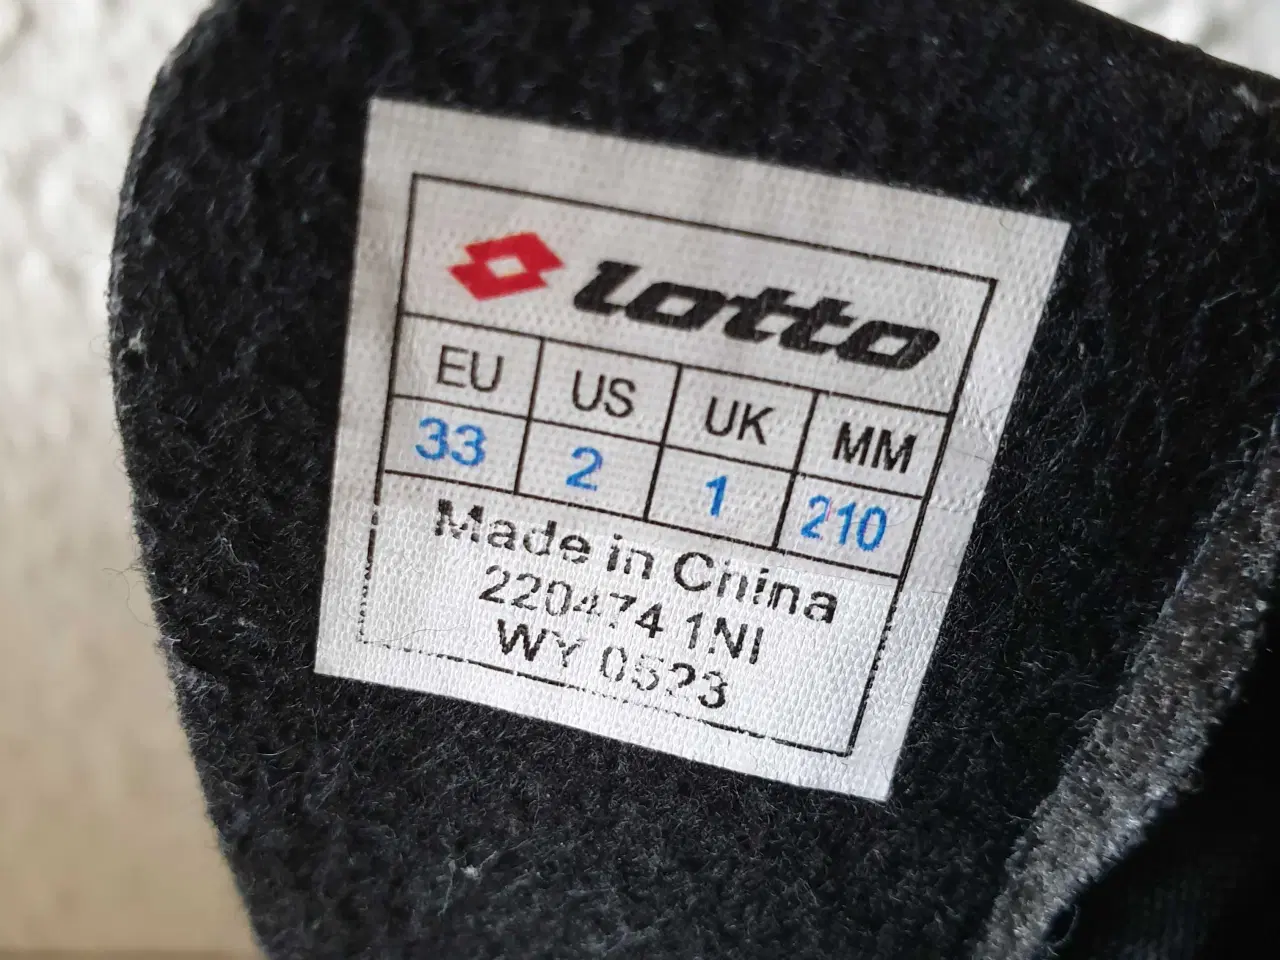 lotto
EU US UK MM
33 2 1 210
Made in China
220474 1NI
WY 0523